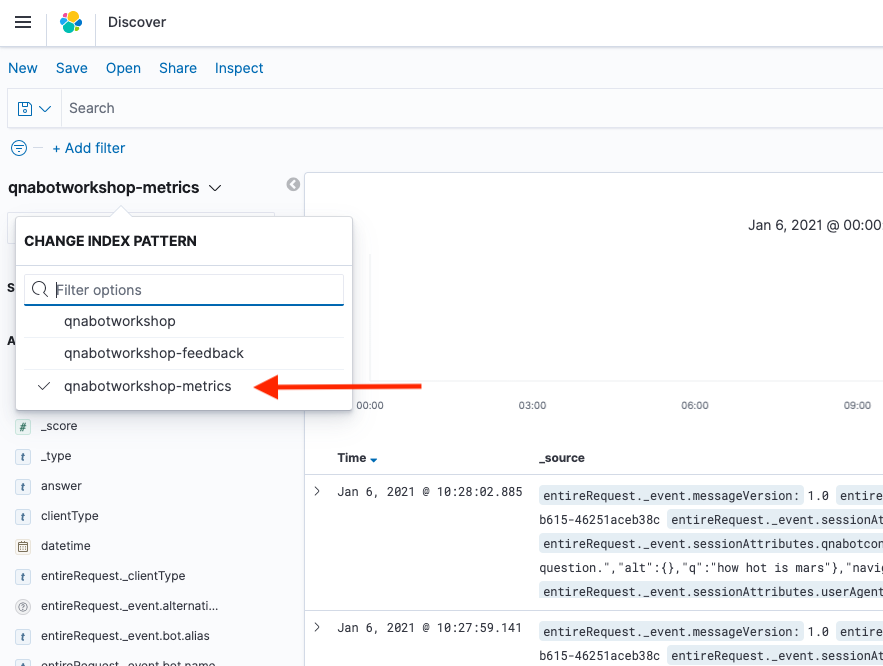 Discover
New Save Open Share Inspect
Search
+ Add filter
qnabotworkshop-metrics
Jan 6, 2021 @ 00:00
CHANGE INDEX PATTERN
Filter options
qnabotworkshop
qnabotworkshop-feedback
qnabotworkshop-metrics
S
A
00:00 03:00 06:00 09:00
# _score
t _type
t answer
t clientType
datetime
t entireRequest._clientType
? entireRequest._event.alternati...
t entireRequest._event.bot.alias
entireRequest._event.bot.name
Time _source
Jan 6, 2021 @ 10:28:02.885 entireRequest._event.messageVersion: 1.0 entire
b615-46251aceb38c entireRequest._event.sessionAt
entireRequest._event.sessionAttributes.qnabotcon
question.","alt":{},"q":"how hot is mars"},"navig
entireRequest._event.sessionAttributes.userAgent
Jan 6, 2021 @ 10:27:59.141 entireRequest._event.messageVersion: 1.0 entire
b615-46251aceb38c entireRequest._event.sessionAt